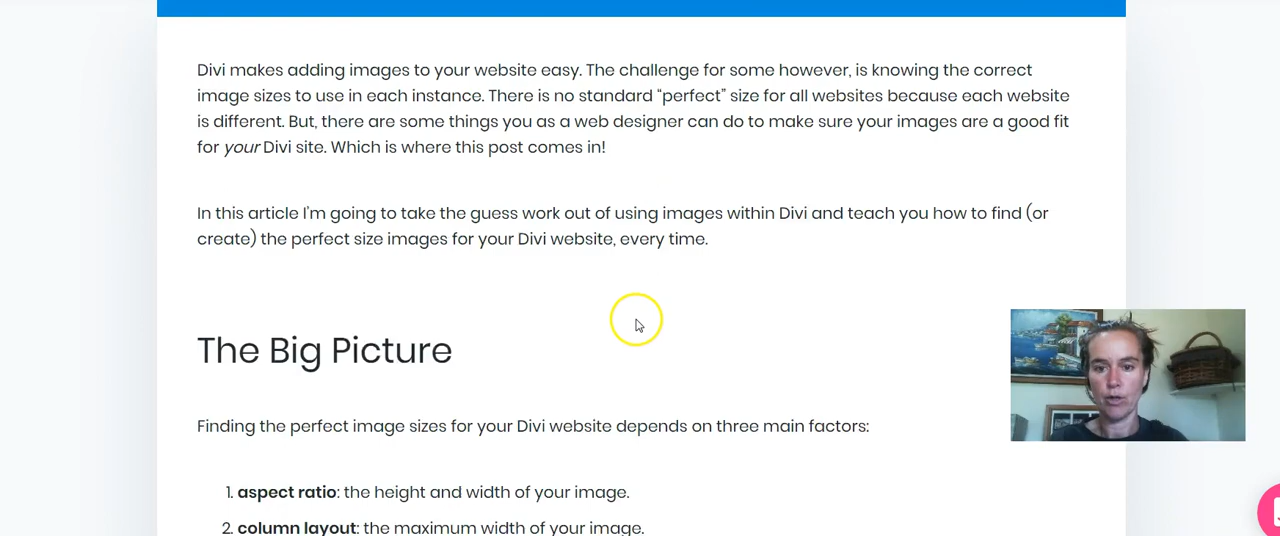 Divi makes adding images to your website easy. The challenge for some however, is knowing the correct
image sizes to use in each instance. There is no standard “perfect” size for all websites because each website
is different. But, there are some things you as a web designer can do to make sure your images are a good fit
for your Divi site. Which is where this post comes in!
In this article I'm going to take the guess work out of using images within Divi and teach you how to find (or
create) the perfect size images for your Divi website, every time.
The Big Picture
Finding the perfect image sizes for your Divi website depends on three main factors:
1. aspect ratio: the height and width of your image.
2. column layout: the maximum width of your image.